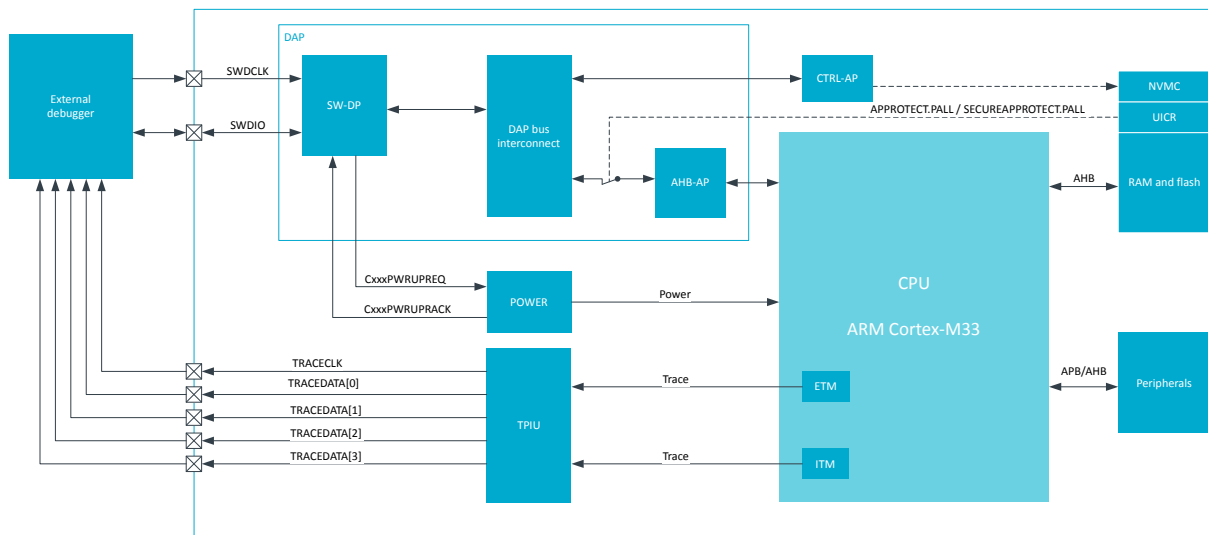 DAP
External
debugger
SWDCLK
SWDIO
SW-DP
DAP bus
interconnect
CTRL-AP
AHB-AP
APPROTECT.PALL / SECUREAPPROTECT.PALL
NVMC
UICR
RAM and flash
AHB
CxxxPWRUPREQ
CxxxPWRUPRACK
POWER
Power
CPU
ARM Cortex-M33
TRACECLK
TRACEDATA[0]
TRACEDATA[1]
TRACEDATA[2]
TRACEDATA[3]
TPIU
Trace
Trace
ETM
ITM
APB/AHB
Peripherals